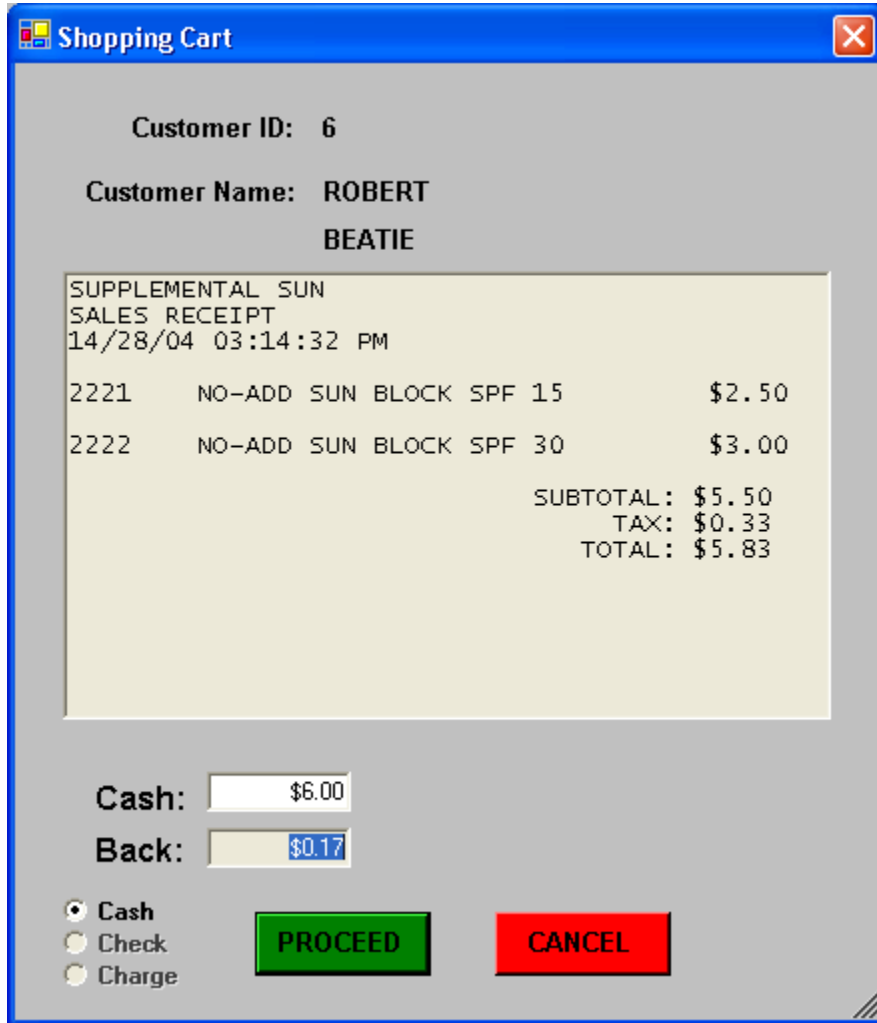 Shopping Cart
Customer ID: 6
Customer Name: ROBERT
BEATIE
SUPPLEMENTAL SUN
SALES RECEIPT
14/28/04 03:14:32 PM
2221 NO-ADD SUN BLOCK SPF 15 $2.50
2222 NO-ADD SUN BLOCK SPF 30 $3.00
SUBTOTAL: $5.50
TAX: $0.33
TOTAL: $5.83
Cash: $6.00
Back: $0.17
Cash
Check
Charge
PROCEED
CANCEL